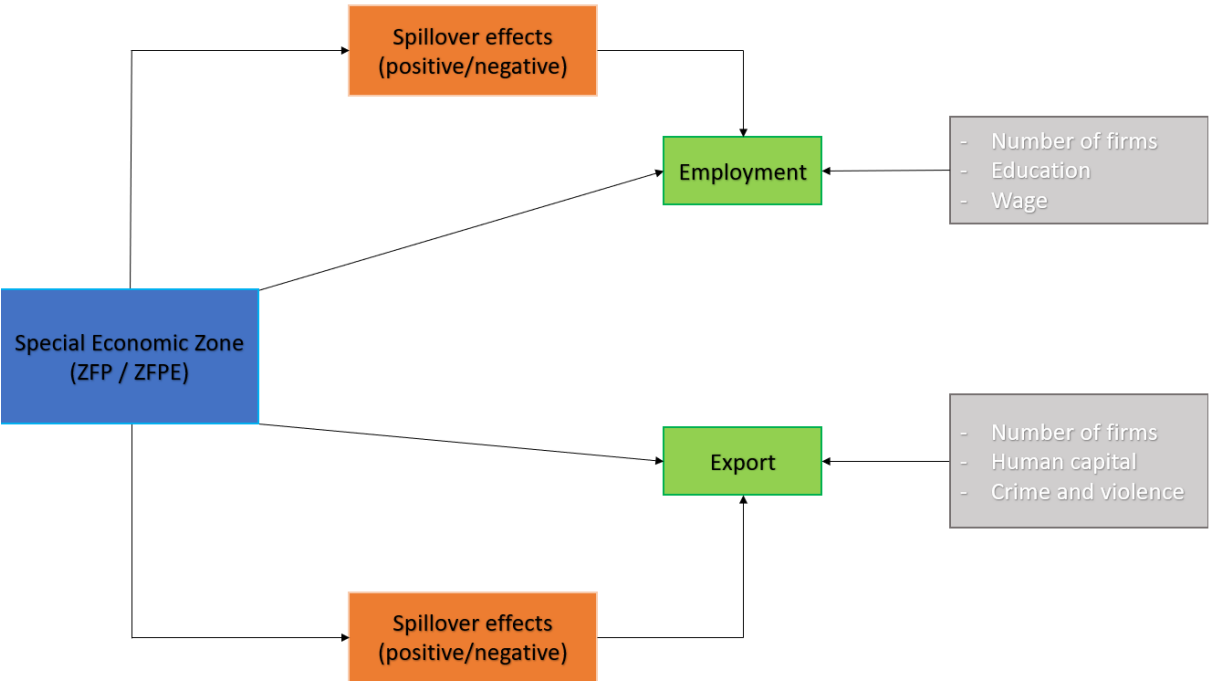 Spillover effects
(positive/negative)
Employment
- Number of firms
- Education
- Wage
Special Economic Zone
(ZFP / ZFPE)
Export
- Number of firms
- Human capital
- Crime and violence
Spillover effects
(positive/negative)